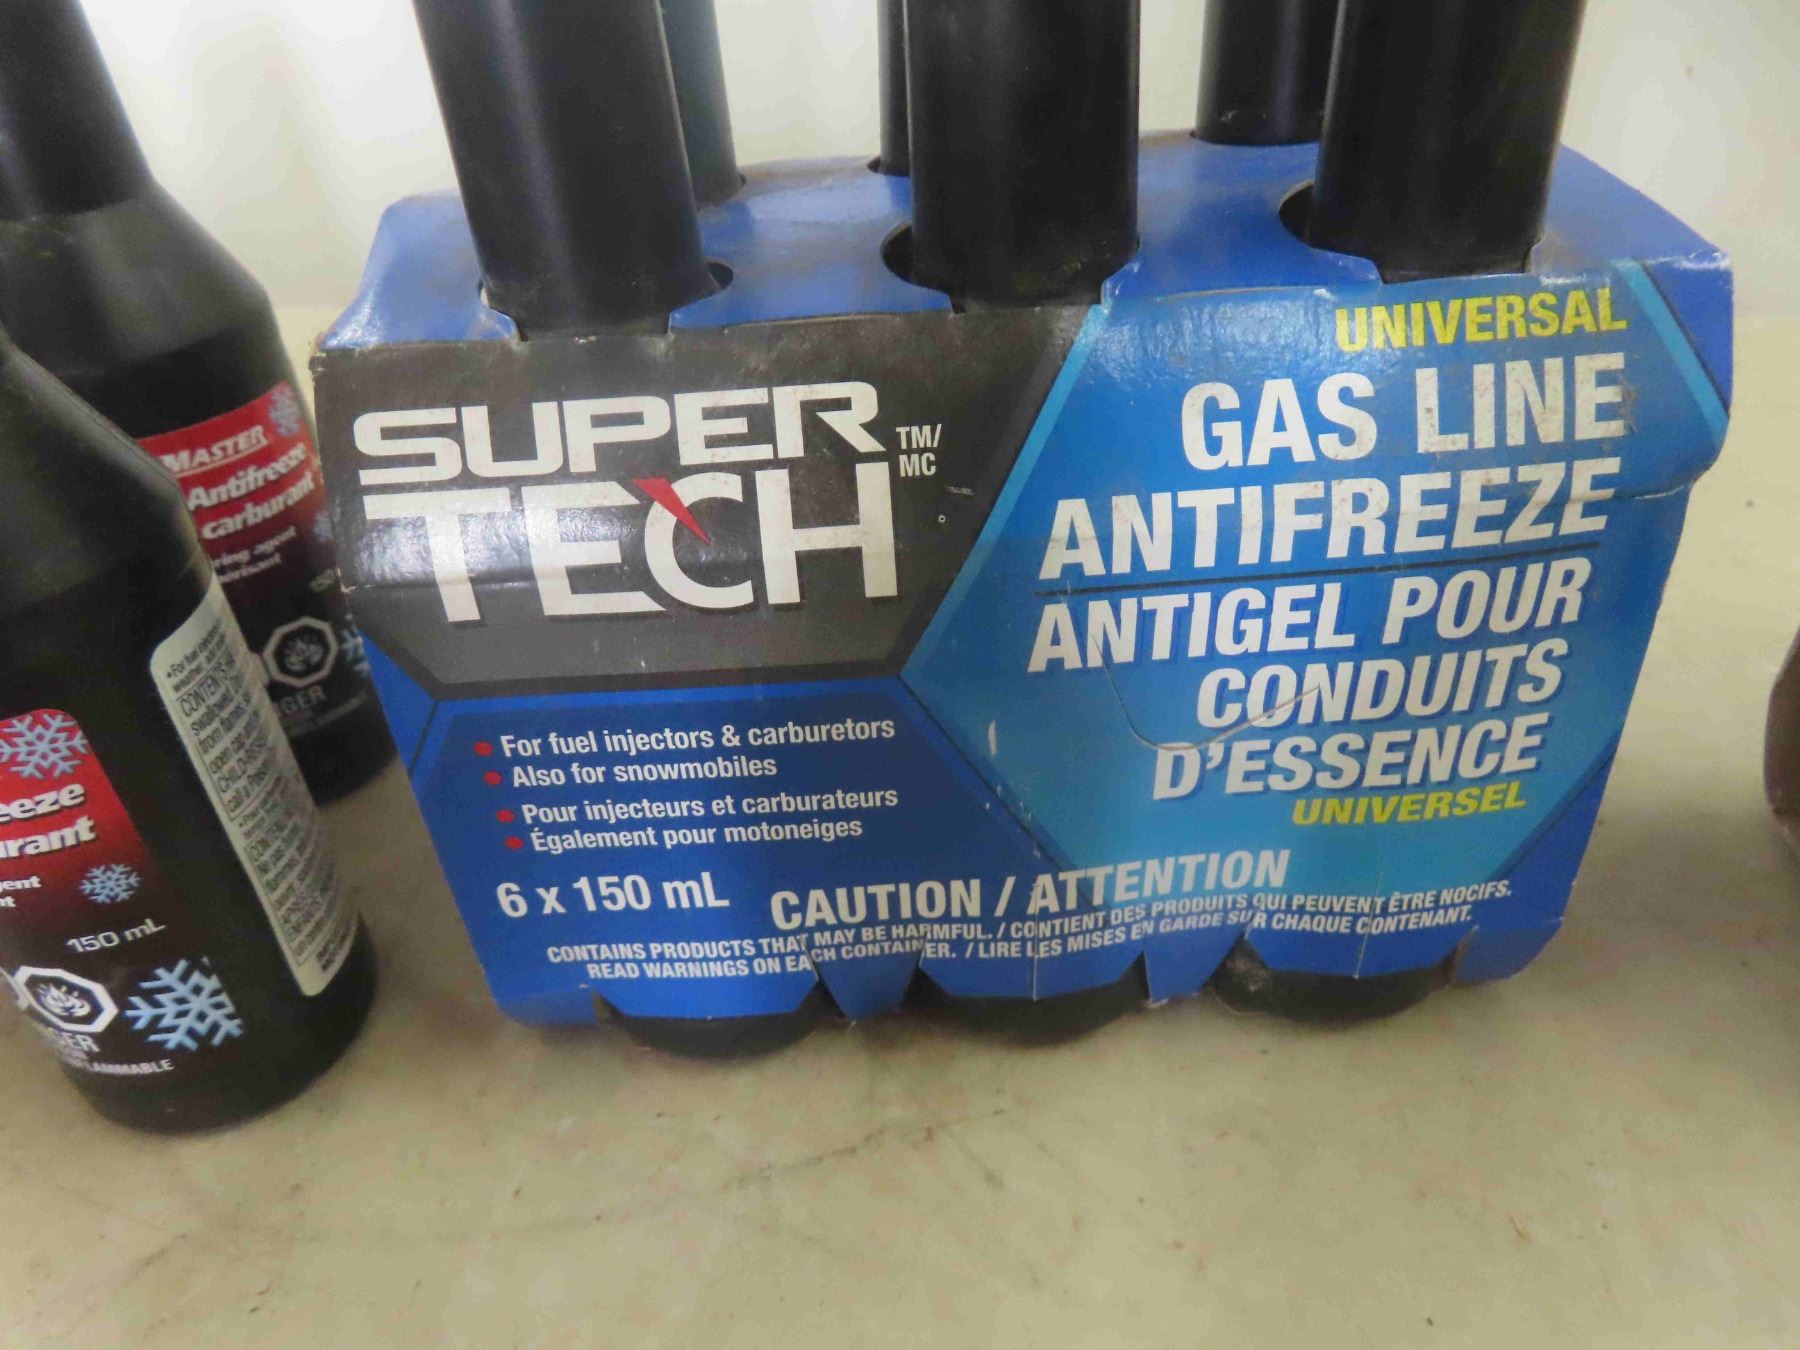 SUPER
TECH
TM/
MC
UNIVERSAL
GAS LINE
ANTIFREEZE
ANTIGEL POUR
CONDUITS
D'ESSENCE
UNIVERSEL
For fuel injectors & carburetors
Also for snowmobiles
Pour injecteurs et carburateurs
Également pour motoneiges
6 x 150 mL
CAUTION / ATTENTION
CONTAINS PRODUCTS THAT MAY BE HARMFUL. / CONTIENT DES PRODUITS QUI PEUVENT ÊTRE NOCIFS.
READ WARNINGS ON EACH CONTAINER. / LIRE LES MISES EN GARDE SUR CHAQUE CONTENANT.
MASTER
Antifreeze
carburant
agent
150 mL